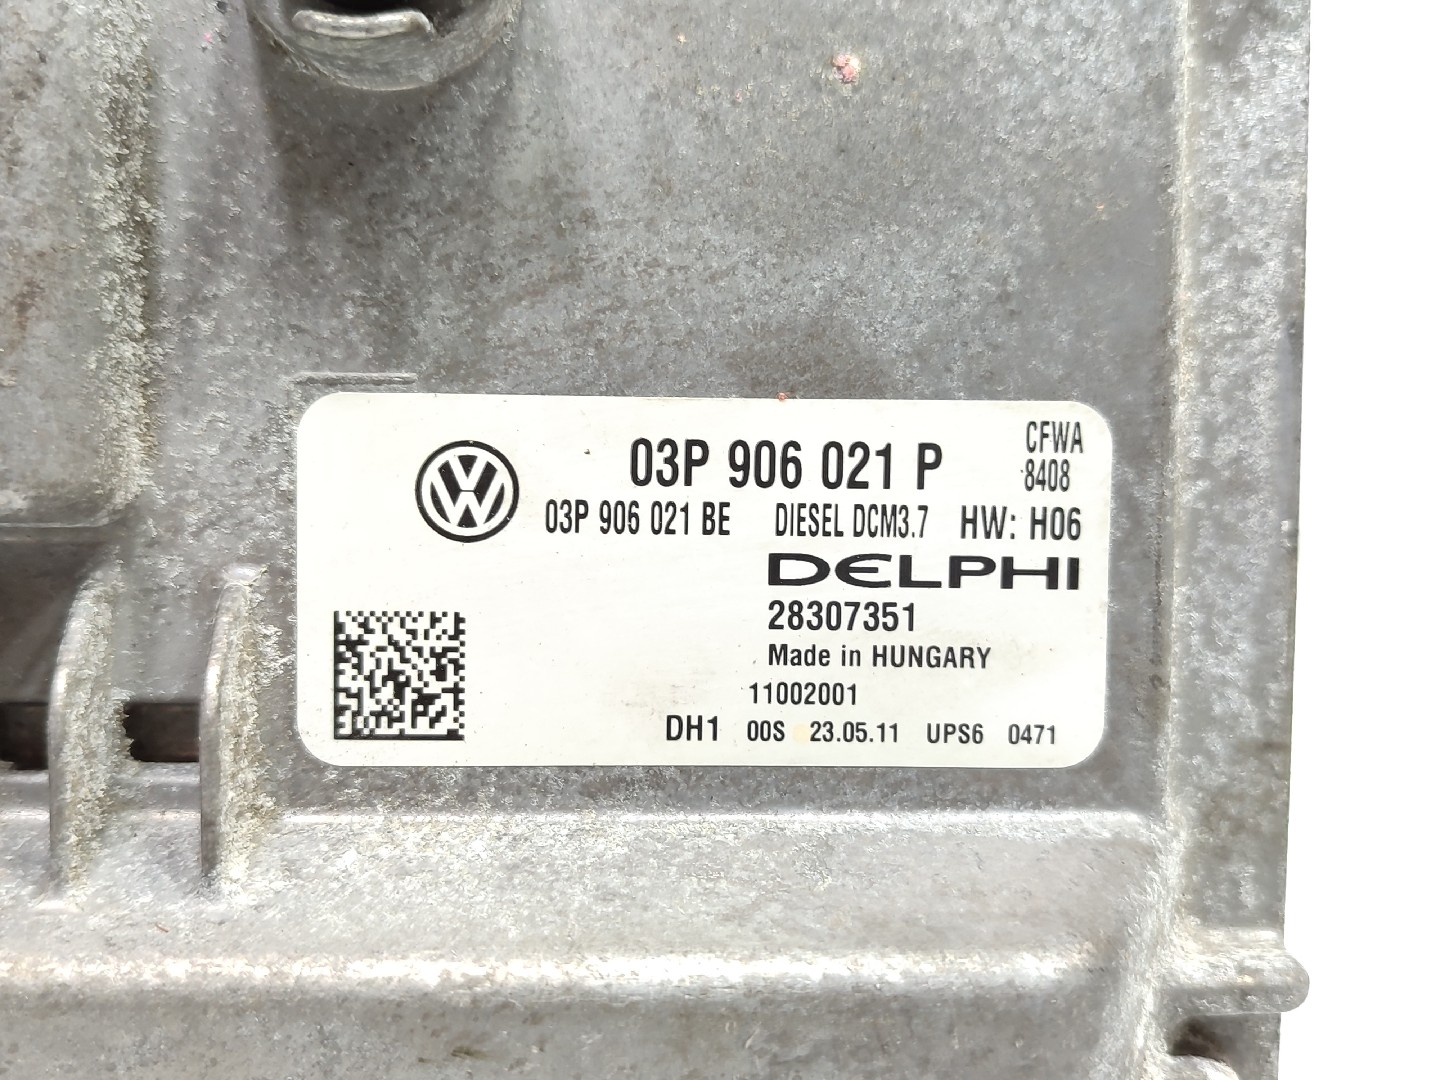 03P 906 021 P
CFWA
8408
03P 906 021 BE DIESEL DCM3.7 HW: H06
DELPHI
28307351
Made in HUNGARY
11002001
DH1 00S 23.05.11 UPS6 0471